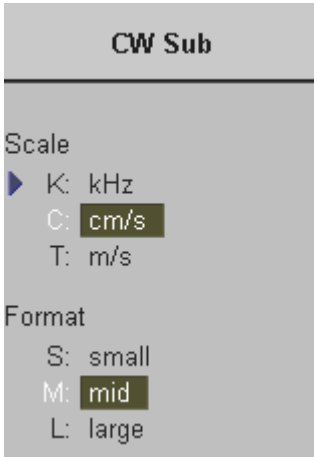 CW Sub
Scale
K: kHz
C: cm/s
T: m/s
Format
S: small
M: mid
L: large